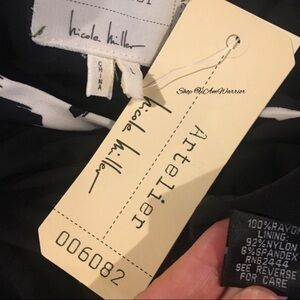 nicole miller
CHINA
L
Shop @IAmWarrior
nicole miller
Artelier
006082
100%RAYON
LINING-
92%NYLON
8%SPANDEX
RN62444
SEE REVERSE
FOR CARE